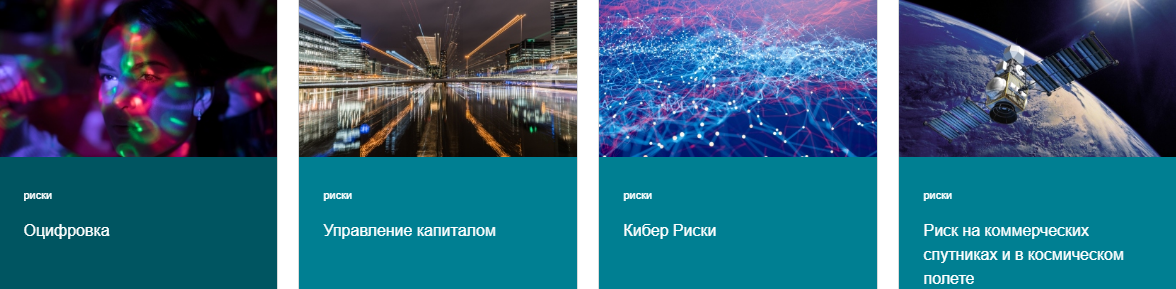 риски
Оцифровка
риски
Управление капиталом
риски
Кибер Риски
риски
Риск на коммерческих
спутниках и в космическом
полете